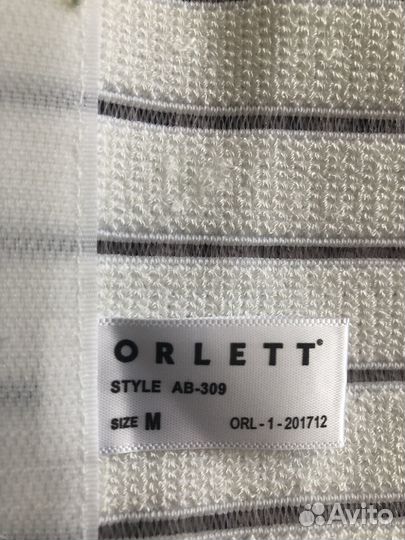 ORLETT®
STYLE AB-309
SIZE M ORL-1-201712
Avito